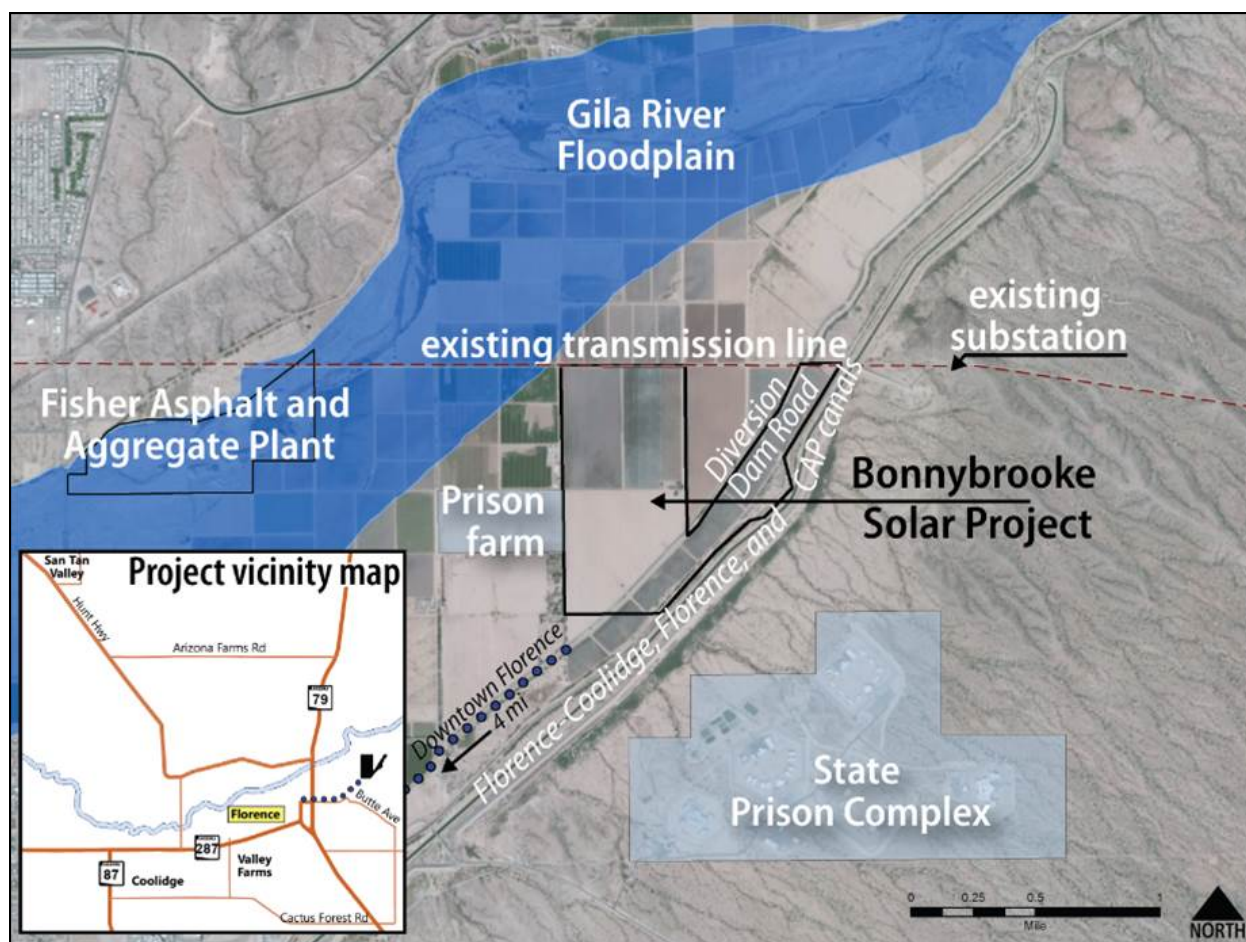 Gila River
Floodplain
existing
substation
existing transmission line
Fisher Asphalt and
Aggregate Plant
Diversion
Dam Road
Florence-Coolidge, Florence, and CAP canals
Bonnybrooke
Solar Project
Prison
farm
Downtown Florence
4 mi
State
Prison Complex
Project vicinity map
San Tan
Valley
Hunt Hwy
Arizona Farms Rd
79
Butte Ave
Florence
287
Valley
Farms
87
Coolidge
Cactus Forest Rd
0 0.25 0.5 1
Mile
NORTH